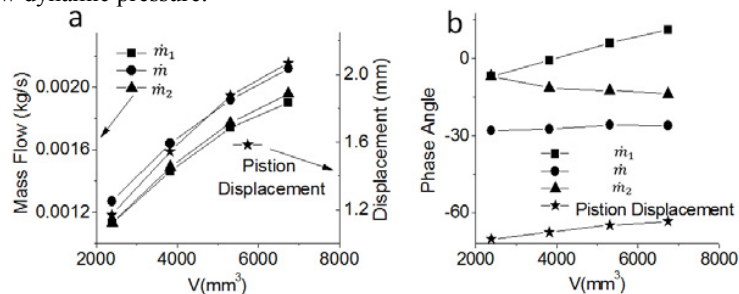 w dynamic pressure.
a
ṁ₁
ṁ
ṁ₂
Mass Flow (kg/s)
0.0020
0.0016
0.0012
Pistion
Displacement
Displacement (mm)
2.0
1.6
1.2
2000 4000 6000 8000
V(mm³)
b
Phase Angle
0
-30
-60
ṁ₁
ṁ
ṁ₂
Pistion Displacement
2000 4000 6000 8000
V(mm³)